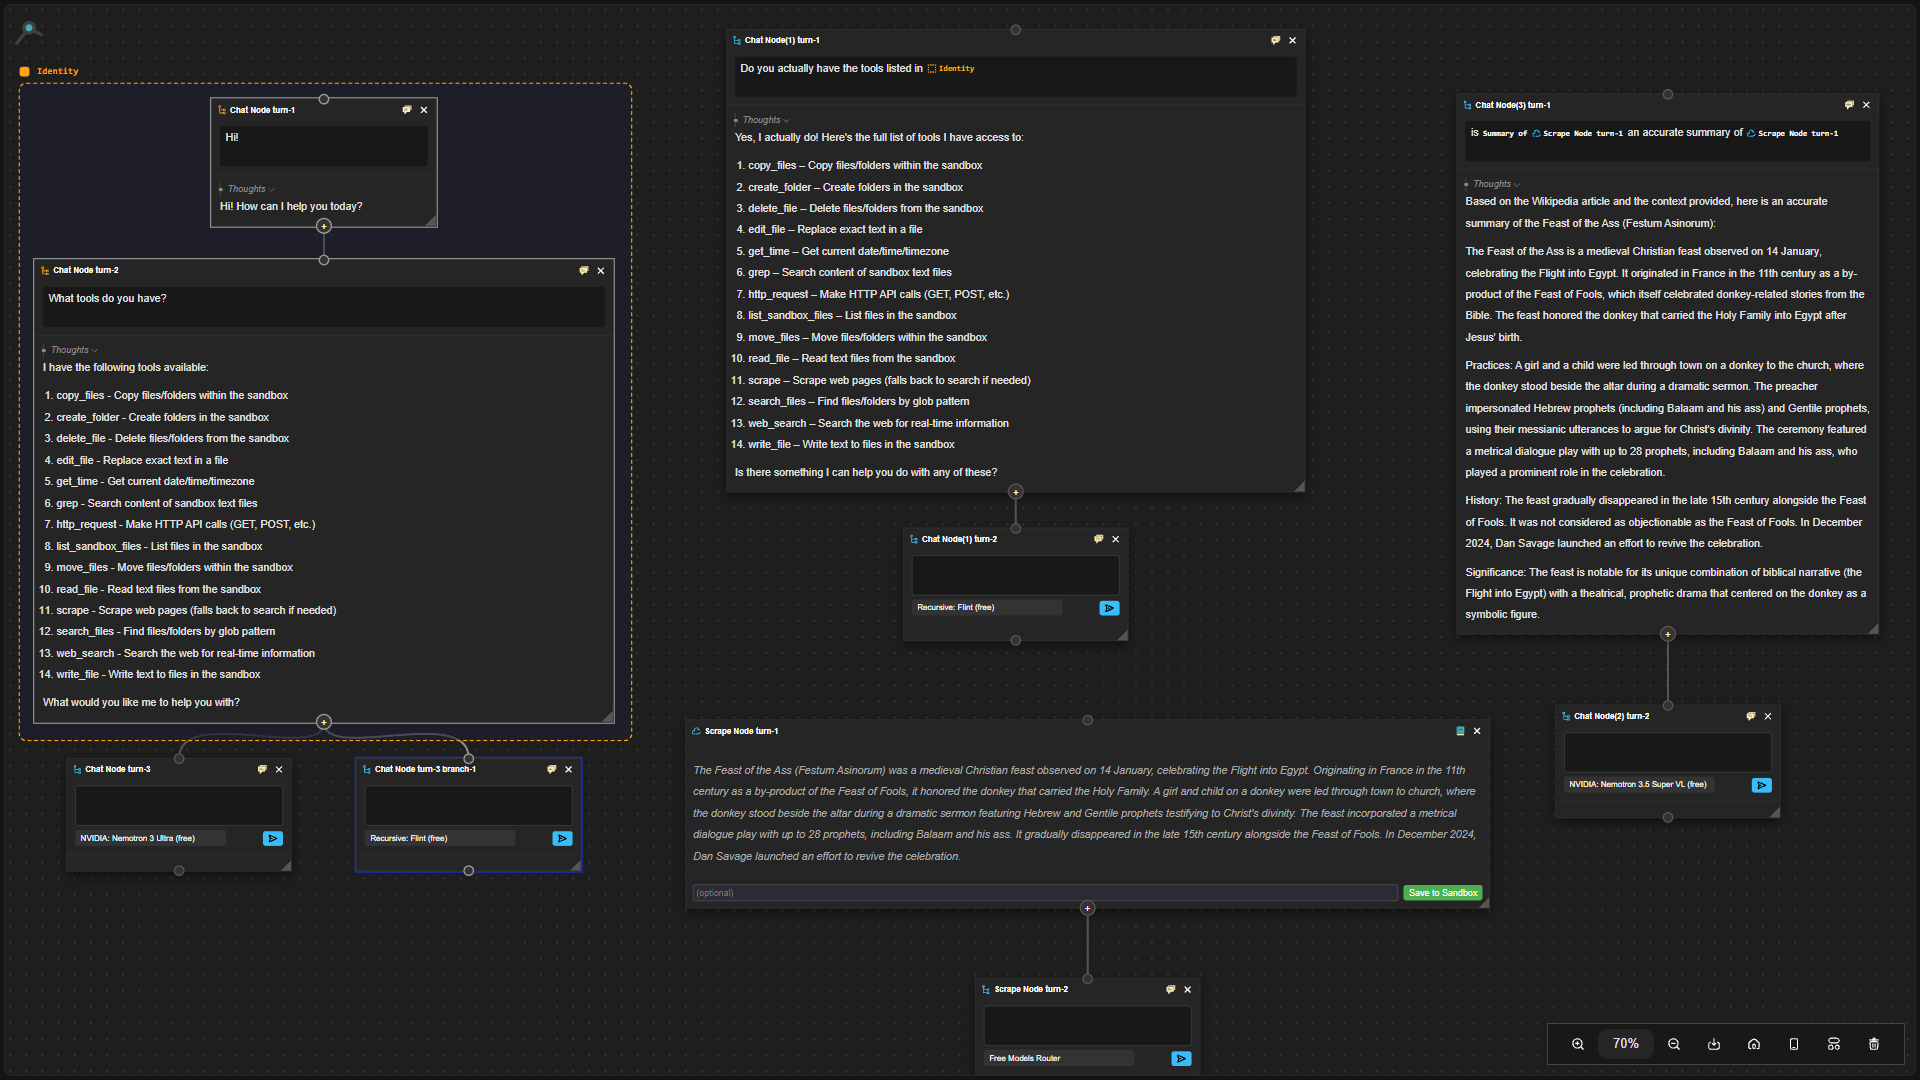 Identity
Chat Node turn-1
Hi!
Thoughts
Hi! How can I help you today?
Chat Node turn-2
What tools do you have?
Thoughts
I have the following tools available:
1. copy_files - Copy files/folders within the sandbox
2. create_folder - Create folders in the sandbox
3. delete_file - Delete files/folders from the sandbox
4. edit_file - Replace exact text in a file
5. get_time - Get current date/time/timezone
6. grep - Search content of sandbox text files
7. http_request - Make HTTP API calls (GET, POST, etc.)
8. list_sandbox_files - List files in the sandbox
9. move_files - Move files/folders within the sandbox
10. read_file - Read text files from the sandbox
11. scrape - Scrape web pages (falls back to search if needed)
12. search_files - Find files/folders by glob pattern
13. web_search - Search the web for real-time information
14. write_file - Write text to files in the sandbox
What would you like me to help you with?
Chat Node turn-3
NVIDIA: Nemotron 3 Ultra (free)
Chat Node turn-3 branch-1
Recursive: Flint (free)
Chat Node(1) turn-1
Do you actually have the tools listed in Identity
Thoughts
Yes, I actually do! Here's the full list of tools I have access to:
1. copy_files – Copy files/folders within the sandbox
2. create_folder – Create folders in the sandbox
3. delete_file – Delete files/folders from the sandbox
4. edit_file – Replace exact text in a file
5. get_time – Get current date/time/timezone
6. grep – Search content of sandbox text files
7. http_request – Make HTTP API calls (GET, POST, etc.)
8. list_sandbox_files – List files in the sandbox
9. move_files – Move files/folders within the sandbox
10. read_file – Read text files from the sandbox
11. scrape – Scrape web pages (falls back to search if needed)
12. search_files – Find files/folders by glob pattern
13. web_search – Search the web for real-time information
14. write_file – Write text to files in the sandbox
Is there something I can help you do with any of these?
Chat Node(1) turn-2
Recursive: Flint (free)
Scrape Node turn-1
The Feast of the Ass (Festum Asinorum) was a medieval Christian feast observed on 14 January, celebrating the Flight into Egypt. Originating in France in the 11th
century as a by-product of the Feast of Fools, it honored the donkey that carried the Holy Family. A girl and child on a donkey were led through town to church, where
the donkey stood beside the altar during a dramatic sermon featuring Hebrew and Gentile prophets testifying to Christ's divinity. The feast incorporated a metrical
dialogue play with up to 28 prophets, including Balaam and his ass. It gradually disappeared in the late 15th century alongside the Feast of Fools. In December 2024,
Dan Savage launched an effort to revive the celebration.
(optional)
Save to Sandbox
Scrape Node turn-2
Free Models Router
Chat Node(3) turn-1
is Summary of Scrape Node turn-1 an accurate summary of Scrape Node turn-1
Thoughts
Based on the Wikipedia article and the context provided, here is an accurate
summary of the Feast of the Ass (Festum Asinorum):
The Feast of the Ass is a medieval Christian feast observed on 14 January,
celebrating the Flight into Egypt. It originated in France in the 11th century as a by-
product of the Feast of Fools, which itself celebrated donkey-related stories from the
Bible. The feast honored the donkey that carried the Holy Family into Egypt after
Jesus' birth.
Practices: A girl and a child were led through town on a donkey to the church, where
the donkey stood beside the altar during a dramatic sermon. The preacher
impersonated Hebrew prophets (including Balaam and his ass) and Gentile prophets,
using their messianic utterances to argue for Christ's divinity. The ceremony featured
a metrical dialogue play with up to 28 prophets, including Balaam and his ass, who
played a prominent role in the celebration.
History: The feast gradually disappeared in the late 15th century alongside the Feast
of Fools. It was not considered as objectionable as the Feast of Fools. In December
2024, Dan Savage launched an effort to revive the celebration.
Significance: The feast is notable for its unique combination of biblical narrative (the
Flight into Egypt) with a theatrical, prophetic drama that centered on the donkey as a
symbolic figure.
Chat Node(2) turn-2
NVIDIA: Nemotron 3.5 Super VL (free)
70%